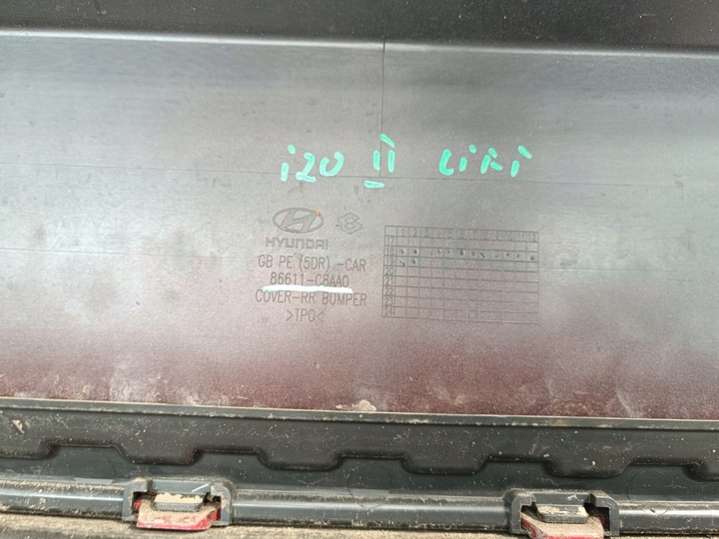 i20 II LiFt
HYUNDAI
GB PE (5DR) -CAR
86611-C8AA0
COVER-RR BUMPER
>TPO<